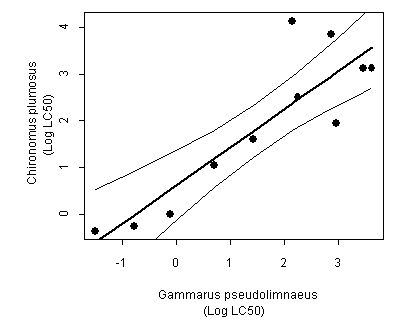 4
3
2
1
0
Chironomus plumosus
(Log LC50)
-1 0 1 2 3
Gammarus pseudolimnaeus
(Log LC50)